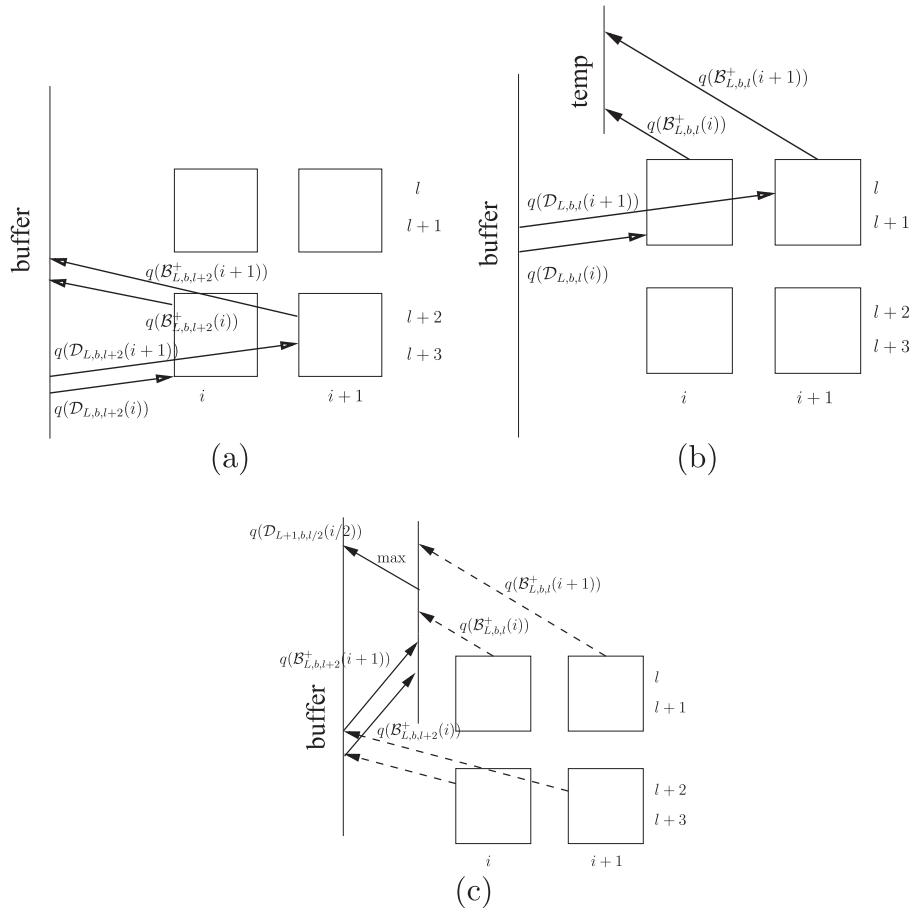 buffer
l
l + 1
q(𝓑⁺_{L,b,l+2}(i+1))
q(𝓑⁺_{L,b,l+2}(i))
l + 2
q(𝓓_{L,b,l+2}(i+1))
l + 3
q(𝓓_{L,b,l+2}(i))
i
i + 1
(a)
temp
q(𝓑⁺_{L,b,l}(i+1))
q(𝓑⁺_{L,b,l}(i))
buffer
q(𝓓_{L,b,l}(i+1))
l
l + 1
q(𝓓_{L,b,l}(i))
l + 2
l + 3
i
i + 1
(b)
q(𝓓_{L+1,b,l/2}(i/2))
max
q(𝓑⁺_{L,b,l}(i+1))
q(𝓑⁺_{L,b,l}(i))
q(𝓑⁺_{L,b,l+2}(i+1))
l
l + 1
buffer
q(𝓑⁺_{L,b,l+2}(i))
l + 2
l + 3
i
i + 1
(c)